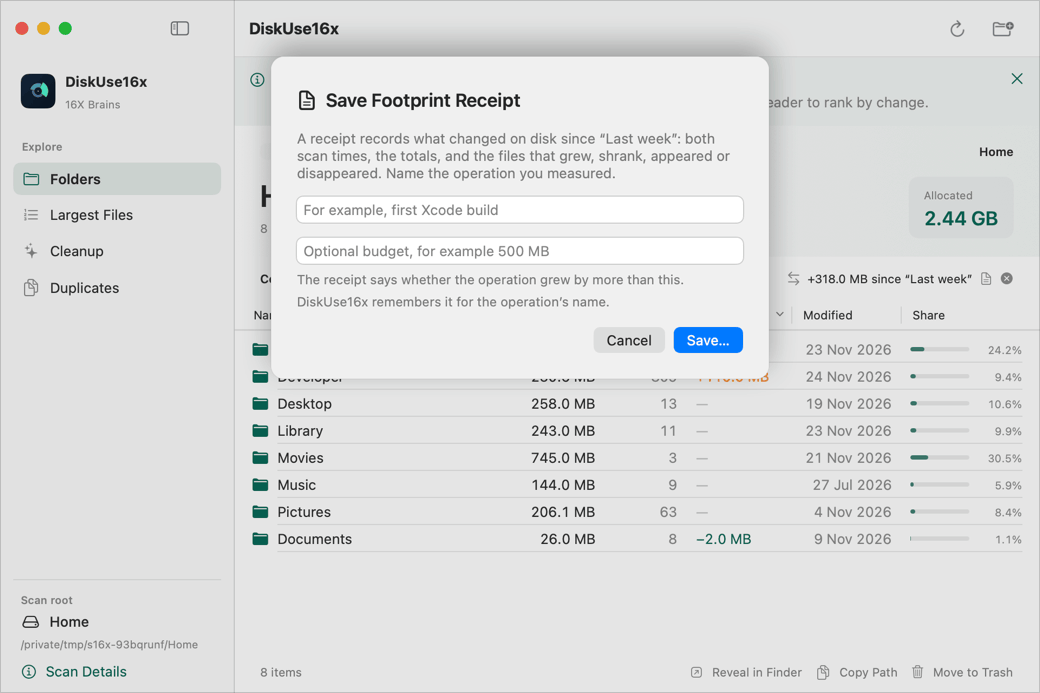 DiskUse16x
DiskUse16x
16X Brains
Explore
Folders
Largest Files
Cleanup
Duplicates
Scan root
Home
/private/tmp/s16x-93bqrunf/Home
Scan Details
Save Footprint Receipt
A receipt records what changed on disk since “Last week”: both
scan times, the totals, and the files that grew, shrank, appeared or
disappeared. Name the operation you measured.
For example, first Xcode build
Optional budget, for example 500 MB
The receipt says whether the operation grew by more than this.
DiskUse16x remembers it for the operation’s name.
Cancel
Save...
to rank by change.
Home
Allocated
2.44 GB
+318.0 MB since “Last week”
Modified Share
23 Nov 2026 24.2%
24 Nov 2026 9.4%
Desktop 258.0 MB 13 — 19 Nov 2026 10.6%
Library 243.0 MB 11 — 23 Nov 2026 9.9%
Movies 745.0 MB 3 — 21 Nov 2026 30.5%
Music 144.0 MB 9 — 27 Jul 2026 5.9%
Pictures 206.1 MB 63 — 4 Nov 2026 8.4%
Documents 26.0 MB 8 −2.0 MB 9 Nov 2026 1.1%
8 items
Reveal in Finder
Copy Path
Move to Trash